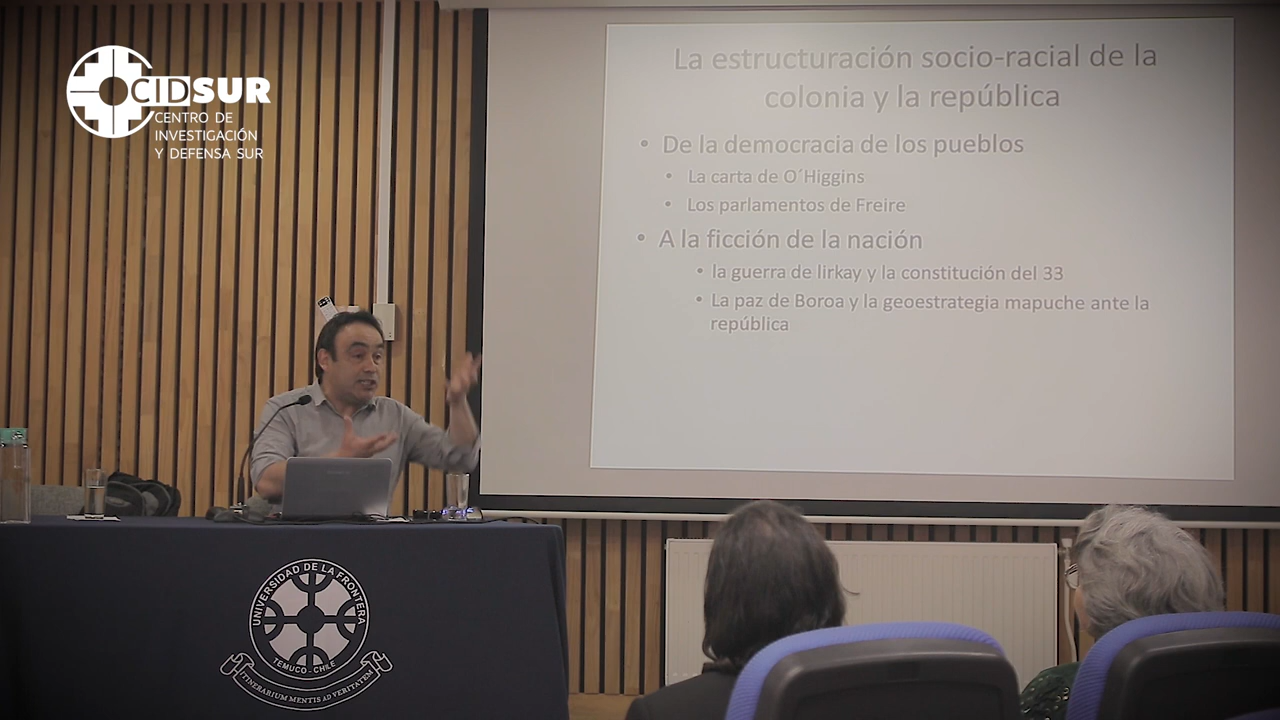 CIDSUR
CENTRO DE
INVESTIGACIÓN
Y DEFENSA SUR
La estructuración socio-racial de la
colonia y la república
• De la democracia de los pueblos
• La carta de O´Higgins
• Los parlamentos de Freire
• A la ficción de la nación
• la guerra de lirkay y la constitución del 33
• La paz de Boroa y la geoestrategia mapuche ante la
república
UNIVERSIDAD DE LA FRONTERA
TEMUCO - CHILE
ITINERARIUM MENTIS AD VERITATEM